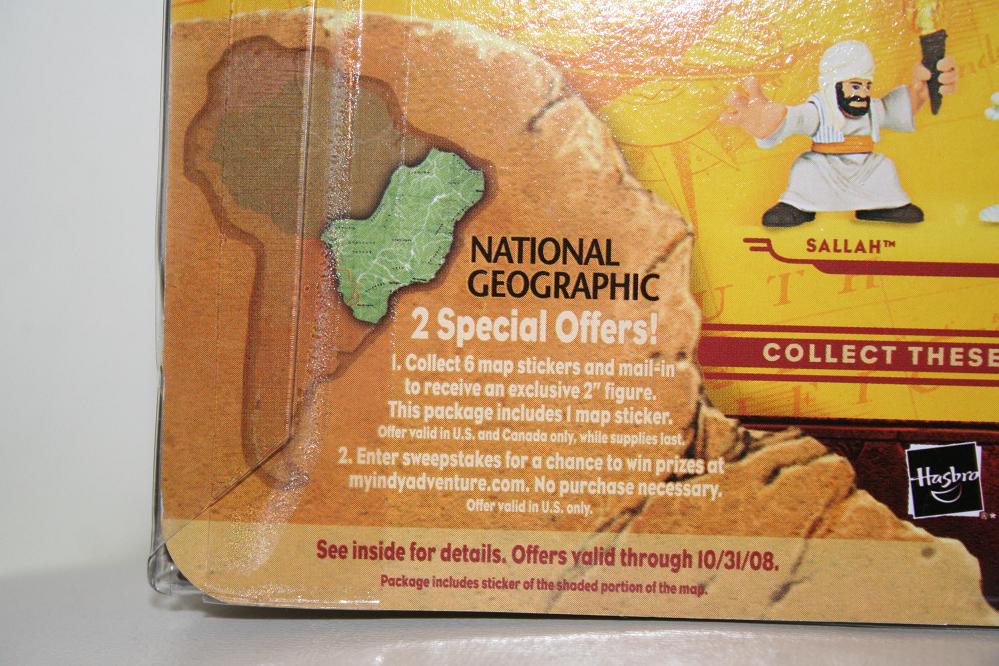 SALLAH™
NATIONAL
GEOGRAPHIC
2 Special Offers!
1. Collect 6 map stickers and mail-in
to receive an exclusive 2" figure.
This package includes 1 map sticker.
Offer valid in U.S. and Canada only, while supplies last.
2. Enter sweepstakes for a chance to win prizes at
myindyadventure.com. No purchase necessary.
Offer valid in U.S. only.
See inside for details. Offers valid through 10/31/08.
Package includes sticker of the shaded portion of the map.
COLLECT THESE
Hasbro
®*